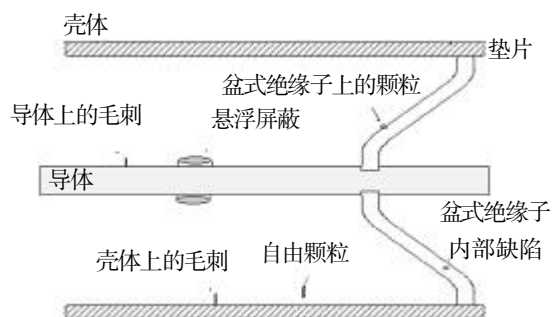 壳体
垫片
盆式绝缘子上的颗粒
导体上的毛刺
悬浮屏蔽
导体
盆式绝缘子
内部缺陷
自由颗粒
壳体上的毛刺